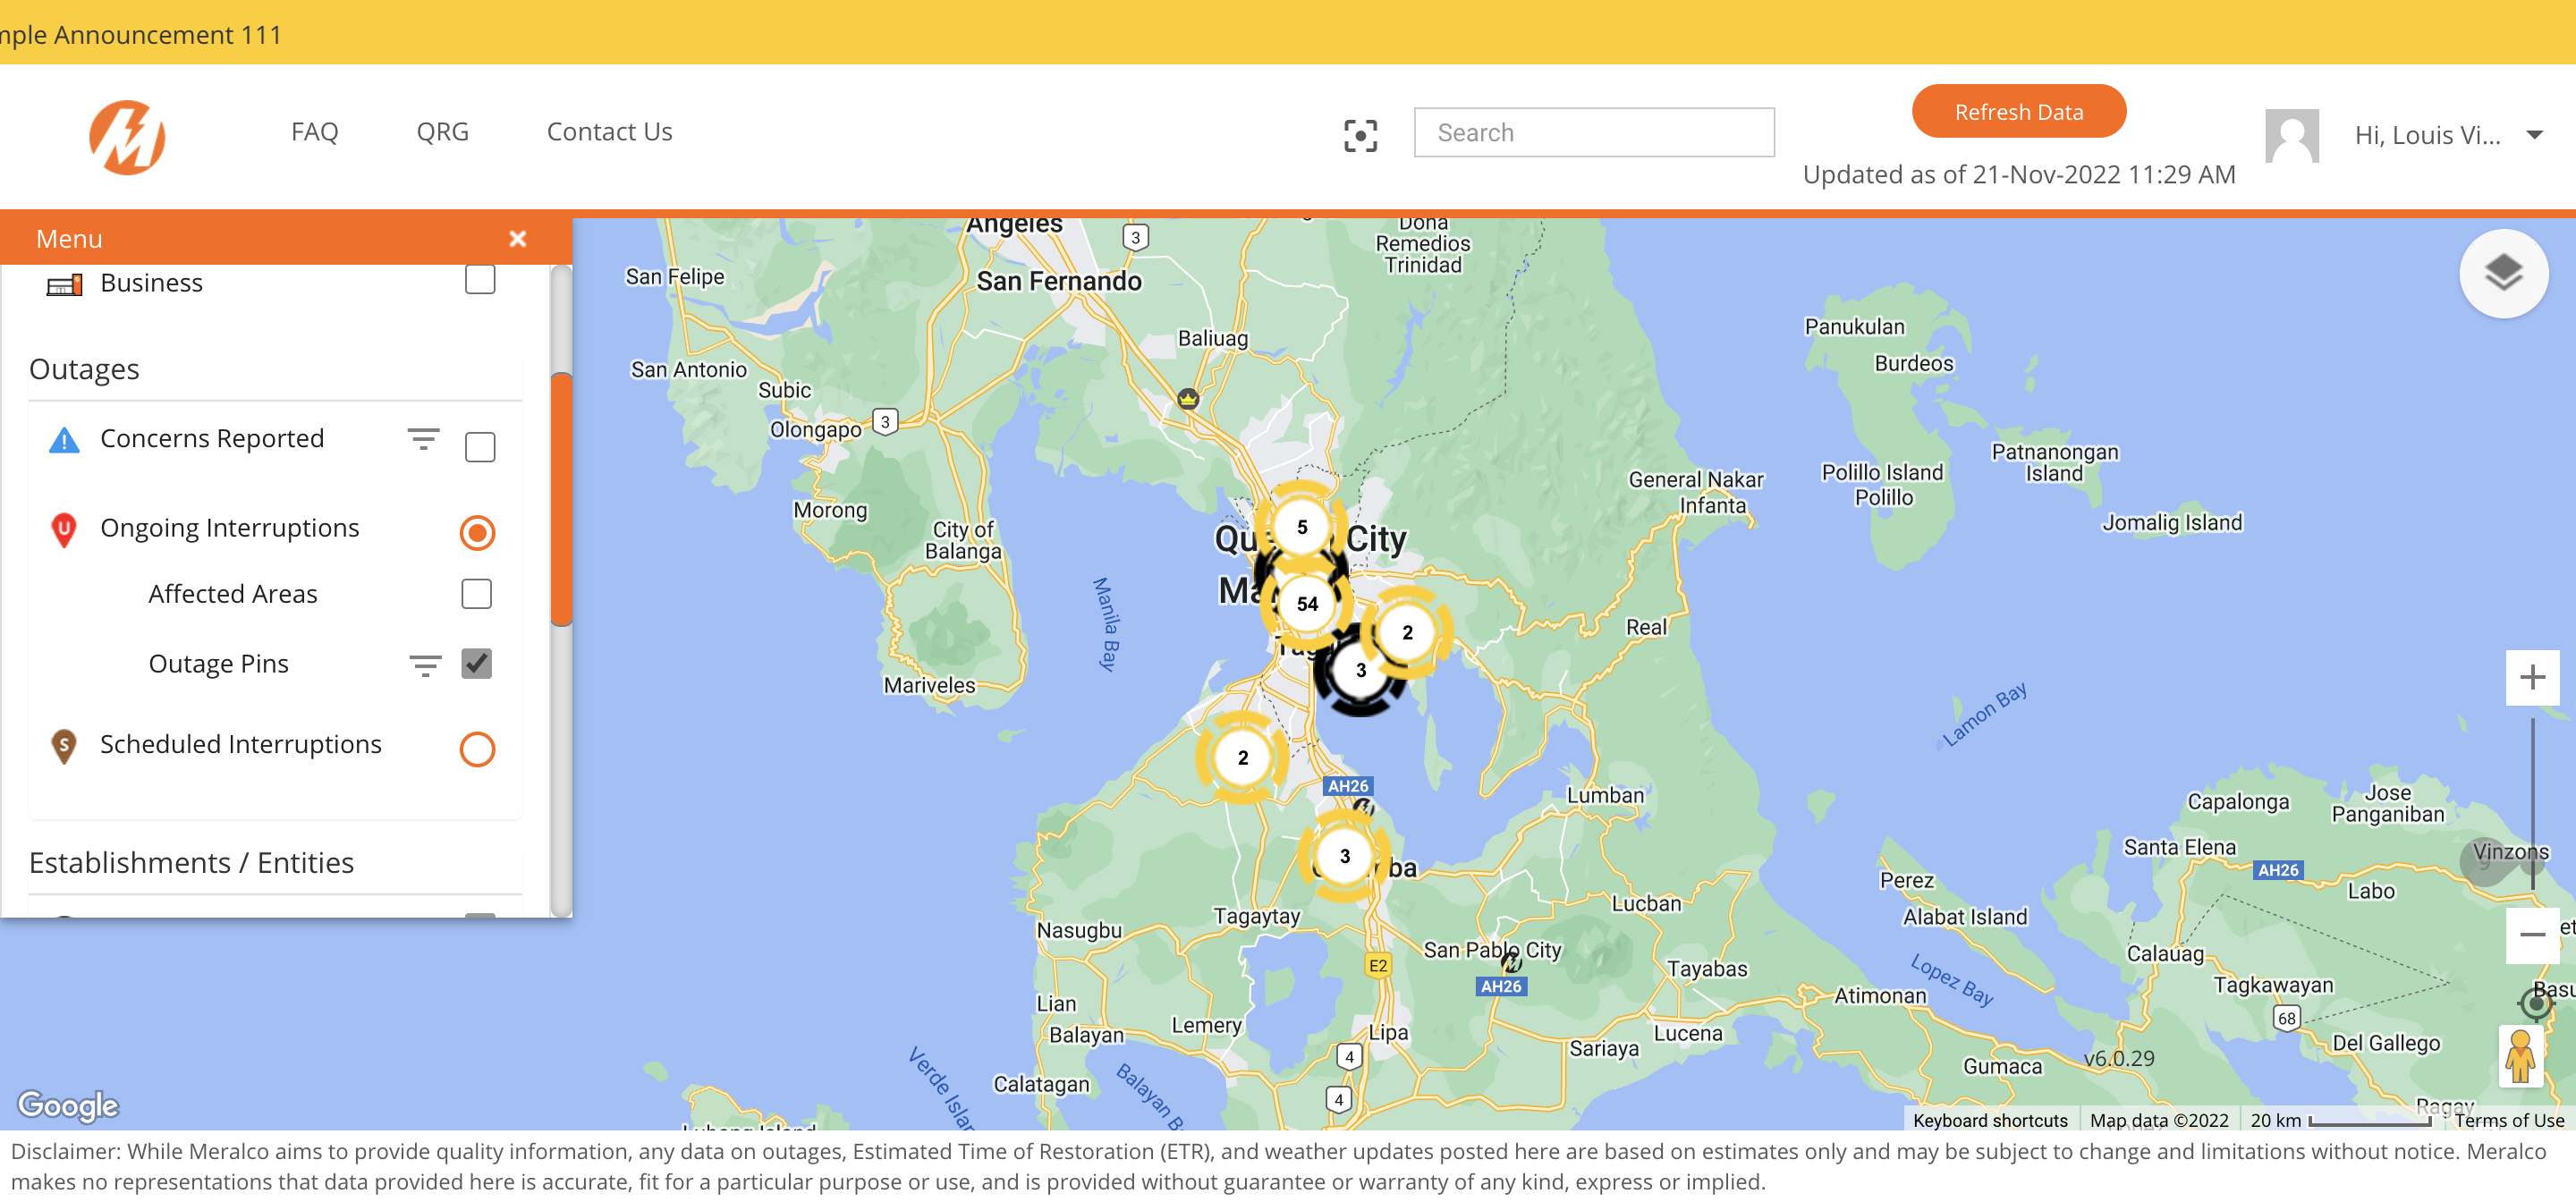 mple Announcement 111
FAQ
QRG
Contact Us
Search
Refresh Data
Updated as of 21-Nov-2022 11:29 AM
Hi, Louis Vi...
Menu
Business
Outages
Concerns Reported
Ongoing Interruptions
Affected Areas
Outage Pins
Scheduled Interruptions
Establishments / Entities
Angeles
3
Dona
Remedios
Trinidad
San Felipe
San Fernando
Baliuag
San Antonio
Subic
Olongapo
3
Panukulan
Burdeos
Patnanongan
Island
Polillo Island
Polillo
Jomalig Island
General Nakar
Infanta
Morong
City of
Balanga
5
Qu
City
Ma
54
2
3
Real
Manila Bay
Mariveles
Lamon Bay
2
AH26
Lumban
3
ba
Capalonga
Jose
Panganiban
Santa Elena
Vinzons
AH26
Labo
Perez
Alabat Island
Lucban
Tagaytay
Nasugbu
San Pablo City
AH26
E2
Tayabas
Calauag
Lopez Bay
Tagkawayan
Atimonan
68
Lian
Balayan
Lemery
Lipa
Lucena
Sariaya
Del Gallego
v6.0.29
Gumaca
4
4
Calatagan
Verde Islan
Balayan B
Ragay
Google
Keyboard shortcuts
Map data ©2022
20 km
Terms of Use
Disclaimer: While Meralco aims to provide quality information, any data on outages, Estimated Time of Restoration (ETR), and weather updates posted here are based on estimates only and may be subject to change and limitations without notice. Meralco
makes no representations that data provided here is accurate, fit for a particular purpose or use, and is provided without guarantee or warranty of any kind, express or implied.